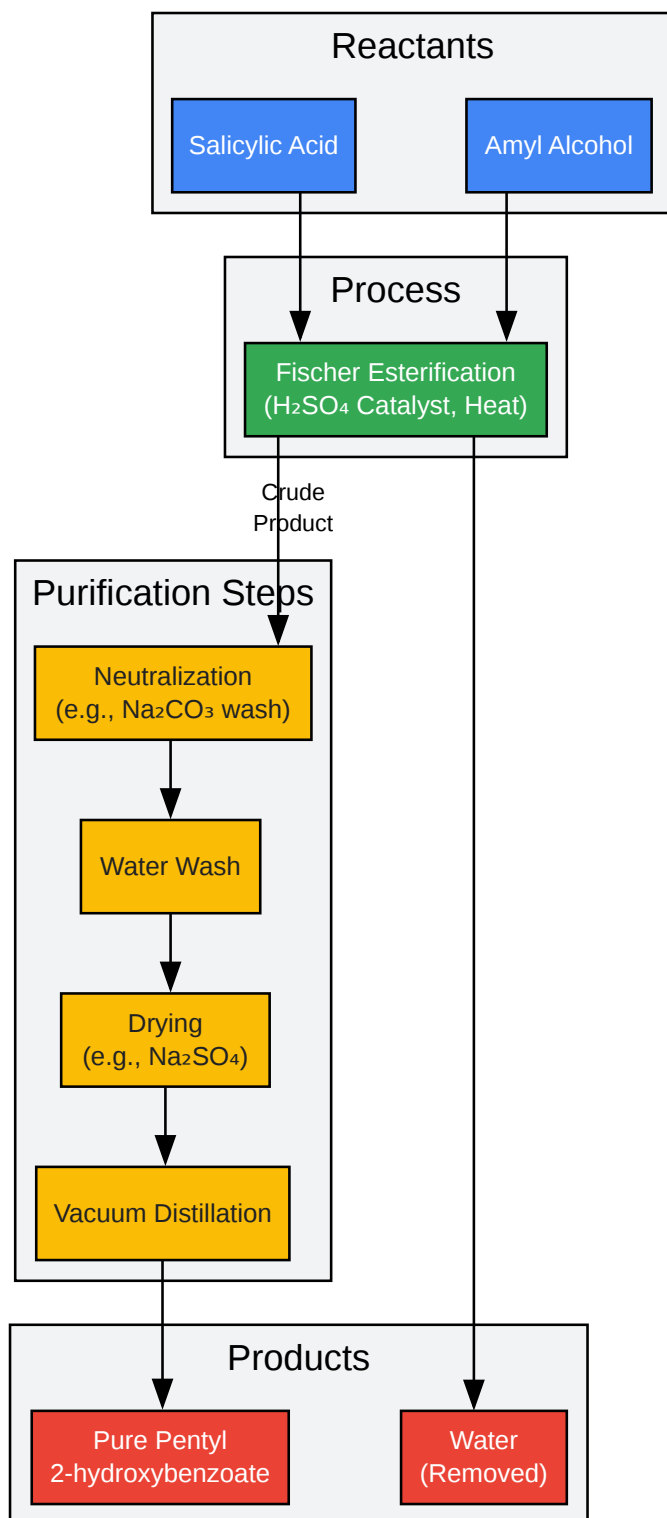 Reactants
Salicylic Acid
Amyl Alcohol
Process
Fischer Esterification
(H₂SO₄ Catalyst, Heat)
Crude
Product
Purification Steps
Neutralization
(e.g., Na₂CO₃ wash)
Water Wash
Drying
(e.g., Na₂SO₄)
Vacuum Distillation
Products
Pure Pentyl
2-hydroxybenzoate
Water
(Removed)